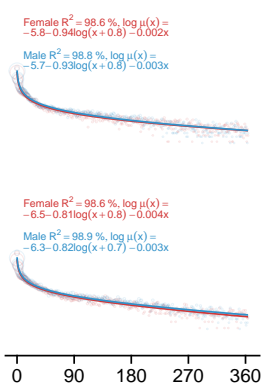 Female R² = 98.6 %, log μ(x) =
−5.8−0.94log(x + 0.8) −0.002x
Male R² = 98.8 %, log μ(x) =
−5.7−0.93log(x + 0.8) −0.003x
Female R² = 98.6 %, log μ(x) =
−6.5−0.81log(x + 0.8) −0.004x
Male R² = 98.9 %, log μ(x) =
−6.3−0.82log(x + 0.7) −0.003x
0 90 180 270 360